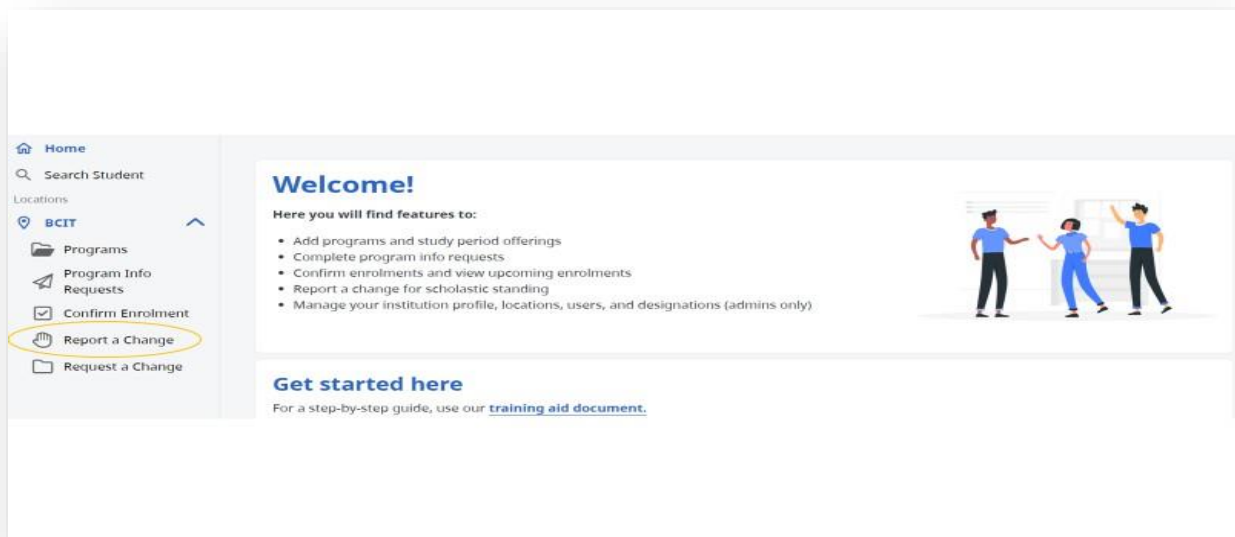 Home
Search Student
Locations
BCIT
Programs
Program Info
Requests
Confirm Enrolment
Report a Change
Request a Change
Welcome!
Here you will find features to:
• Add programs and study period offerings
• Complete program info requests
• Confirm enrolments and view upcoming enrolments
• Report a change for scholastic standing
• Manage your institution profile, locations, users, and designations (admins only)
Get started here
For a step-by-step guide, use our training aid document.